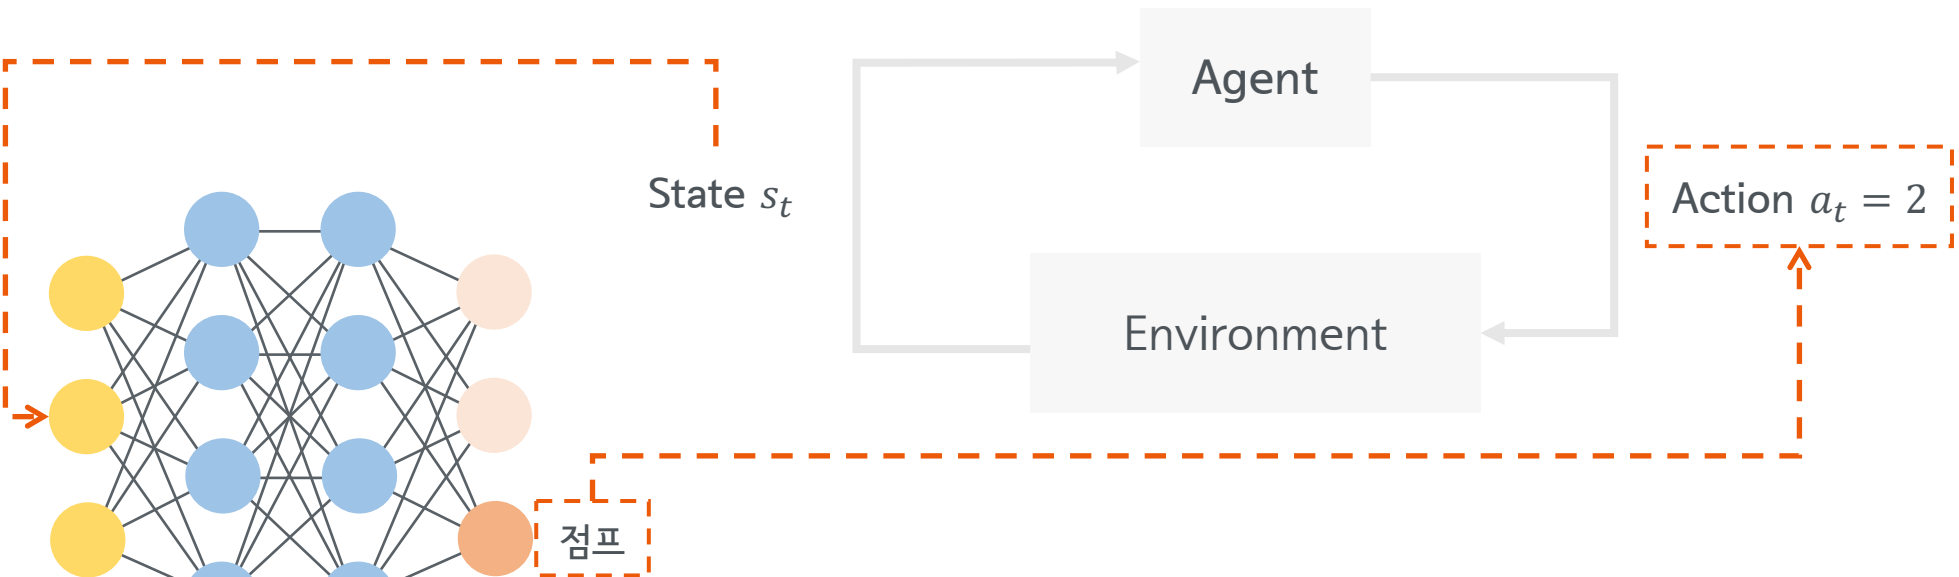 Agent
State $s_t$
Action $a_t = 2$
Environment
점프